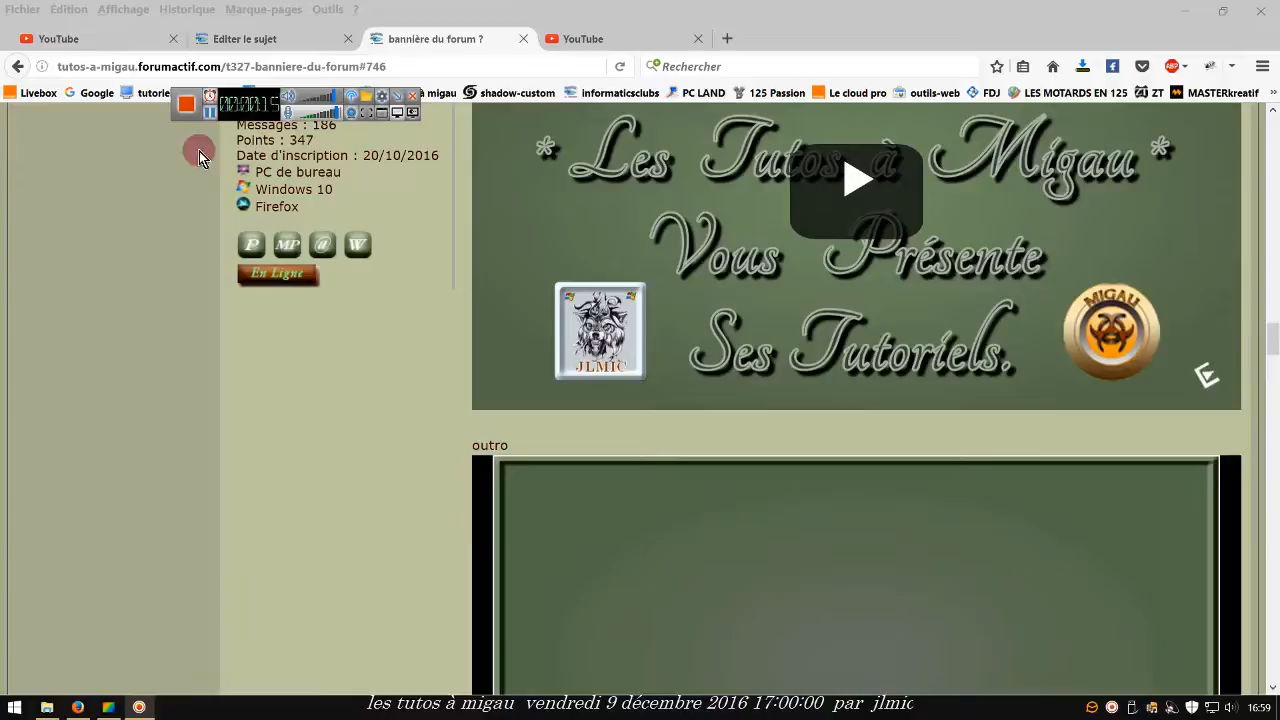 Fichier Édition Affichage Historique Marque-pages Outils ?
YouTube
Editer le sujet
bannière du forum ?
YouTube
tutos-a-migau.forumactif.com/t327-banniere-du-forum#746
Rechercher
Livebox
Google
tutorie
shadow-custom
informaticsclubs
PC LAND
125 Passion
Le cloud pro
outils-web
FDJ
LES MOTARDS EN 125
ZT
MASTERkreatif
Messages : 186
Points : 347
Date d'inscription : 20/10/2016
PC de bureau
Windows 10
Firefox
P MP @ W
En Ligne
* Les Tutos à Migau *
Vous Présente
Ses Tutoriels.
JLMIC
MIGAU
outro
les tutos à migau vendredi 9 décembre 2016 17:00:00 par jlmic
16:59